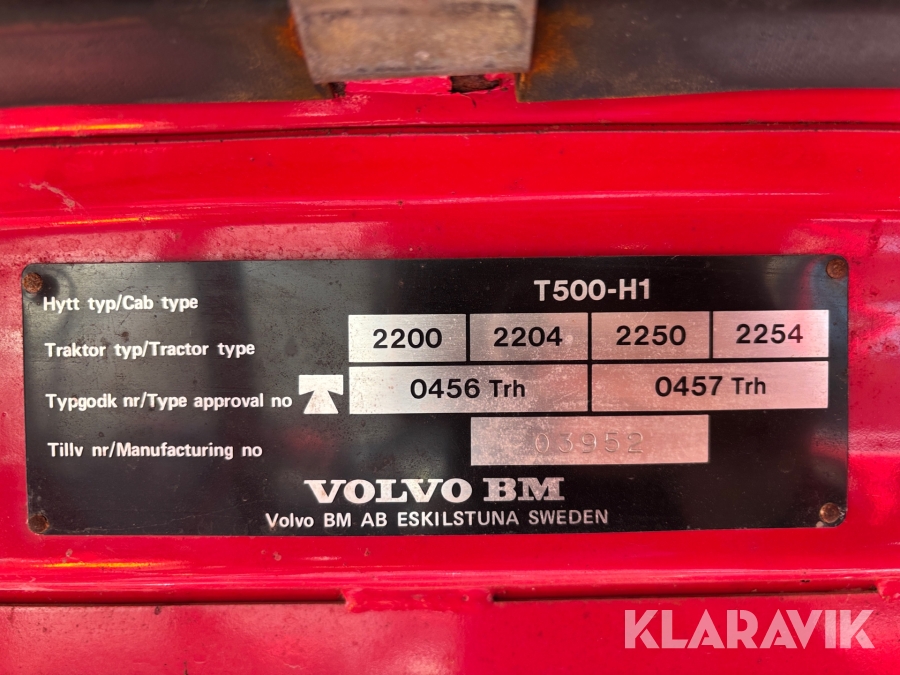 Hytt typ/Cab type T500-H1
Traktor typ/Tractor type 2200 2204 2250 2254
Typgodk nr/Type approval no 0456 Trh 0457 Trh
Tillv nr/Manufacturing no 03952
VOLVO BM
Volvo BM AB ESKILSTUNA SWEDEN
KLARAVIK